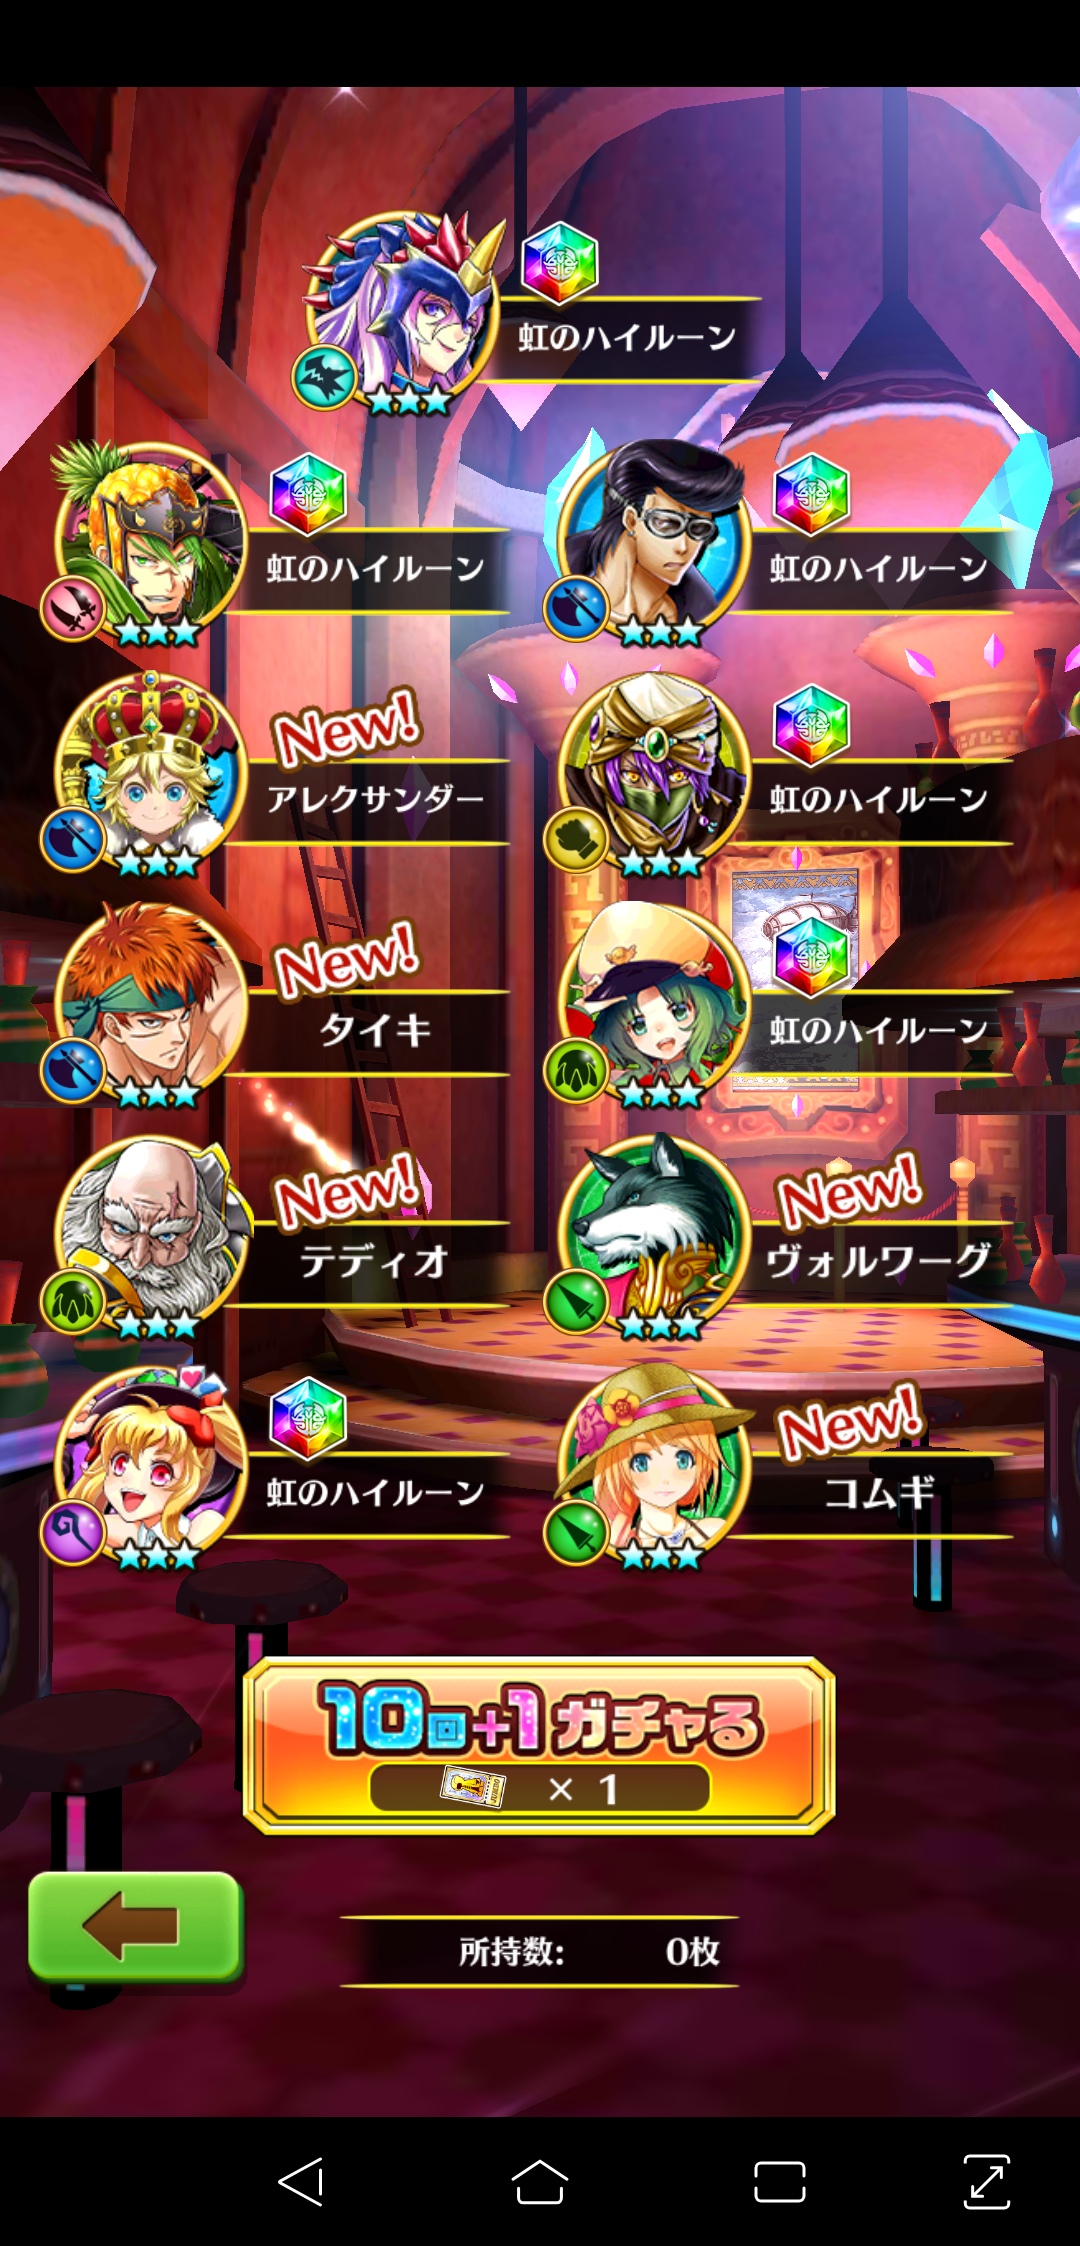 虹のハイルーン
虹のハイルーン
虹のハイルーン
New!
アレクサンダー
虹のハイルーン
New!
タイキ
虹のハイルーン
New!
テディオ
New!
ヴォルワーグ
虹のハイルーン
New!
コムギ
10回+1ガチャる
JUMBO
× 1
所持数: 0枚